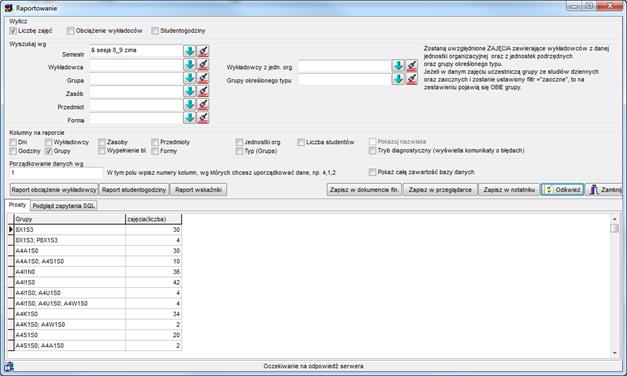 Raportowanie
Wylicz
Liczbę zajęć Obciążenie wykładoców Studentogodziny
Wyszukaj wg
Semestr & sesja 8_9 zima
Wykładowca Wykładowcy z jedn. org.
Grupa Grupy określonego typu
Zasób
Przedmiot
Forma
Zostaną uwzględnione ZAJĘCIA zawierające wykładowców z danej
jednostki organizacyjnej oraz z jednostek podrzędnych
oraz grupy określonego typu.
Jeżeli w danym zajęciu uczestniczą grupy ze studiów dziennych
oraz zaocznych i zostanie ustawiony filtr ="zaoczne", to na
zestawieniu pojawią się OBIE grupy.
Kolumny na raporcie
Dni Wykładowcy Zasoby Przedmioty Jednostki org. Liczba studentów Pokazuj nazwiska
Godziny Grupy Wypełnienie bl. Formy Typ (Grupa) Tryb diagnostyczny (wyświetla komunikaty o błędach)
Porządkowanie danych wg
1 W tym polu wpisz numery kolumn, wg których chcesz uporządkować dane, np. 4,1,2 Pokaż całą zawartość bazy danych
Raport obciążenie wykładowcy Raport studentogodziny Raport wskaźniki Zapisz w dokumencie fin. Zapisz w przeglądarce Zapisz w notatniku Odśwież Zamknij
Prosty Podgląd zapytania SQL
Grupy zajęcia(liczba)
8X1S3 30
8X1S3; P8X1S3 4
A4A1S0 30
A4A1S0; A4S1S0 10
A4I1N0 36
A4I1S0 42
A4I1S0; A4U1S0 4
A4I1S0; A4U1S0; A4W1S0 4
A4K1S0 34
A4K1S0; A4W1S0 2
A4S1S0 20
A4S1S0; A4A1S0 2
Oczekiwanie na odpowiedź serwera